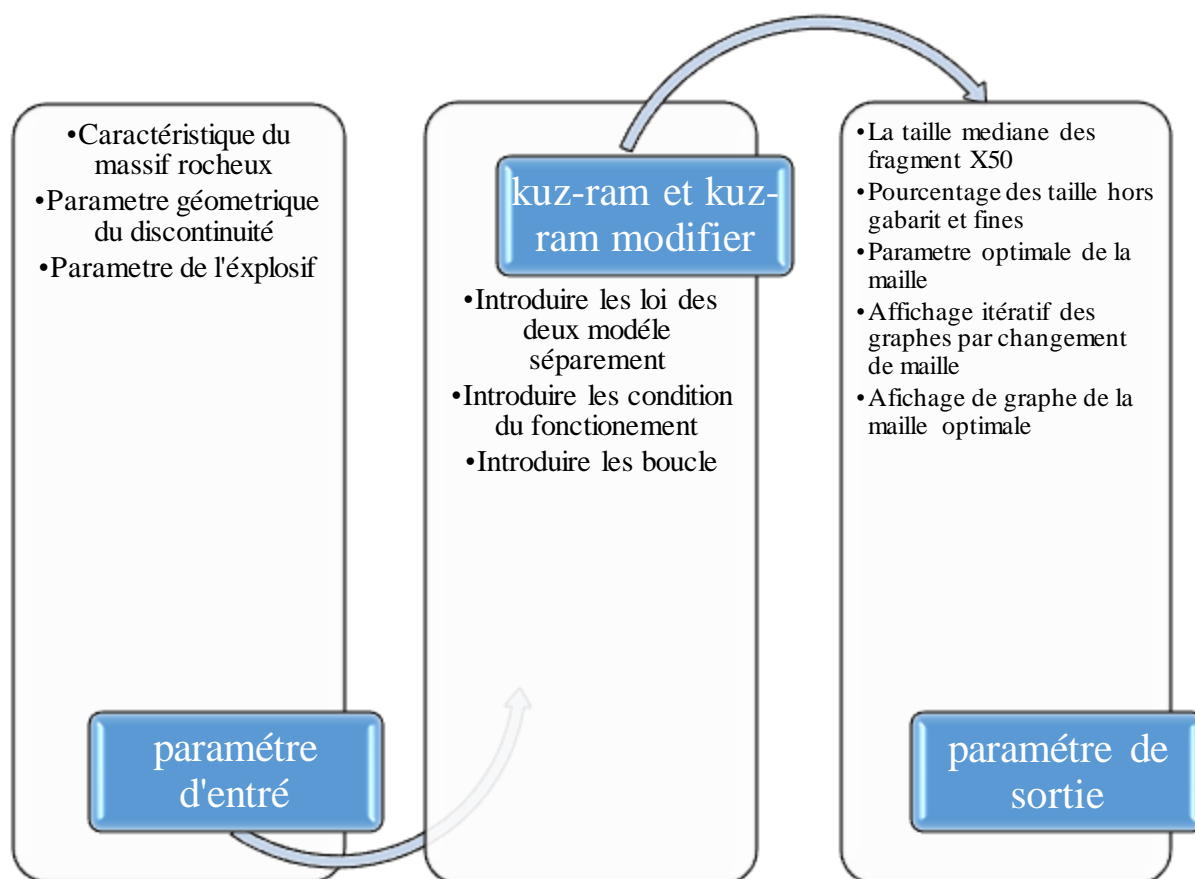 •Caractéristique du
massif rocheux
•Parametre géometrique
du discontinuité
•Parametre de l'éxplosif
paramétre
d'entré
kuz-ram et kuz-
ram modifier
•Introduire les loi des
deux modéle
séparement
•Introduire les condition
du fonctionement
•Introduire les boucle
•La taille mediane des
fragment X50
•Pourcentage des taille hors
gabarit et fines
•Parametre optimale de la
maille
•Affichage itératif des
graphes par changement
de maille
•Afichage de graphe de la
maille optimale
paramétre de
sortie